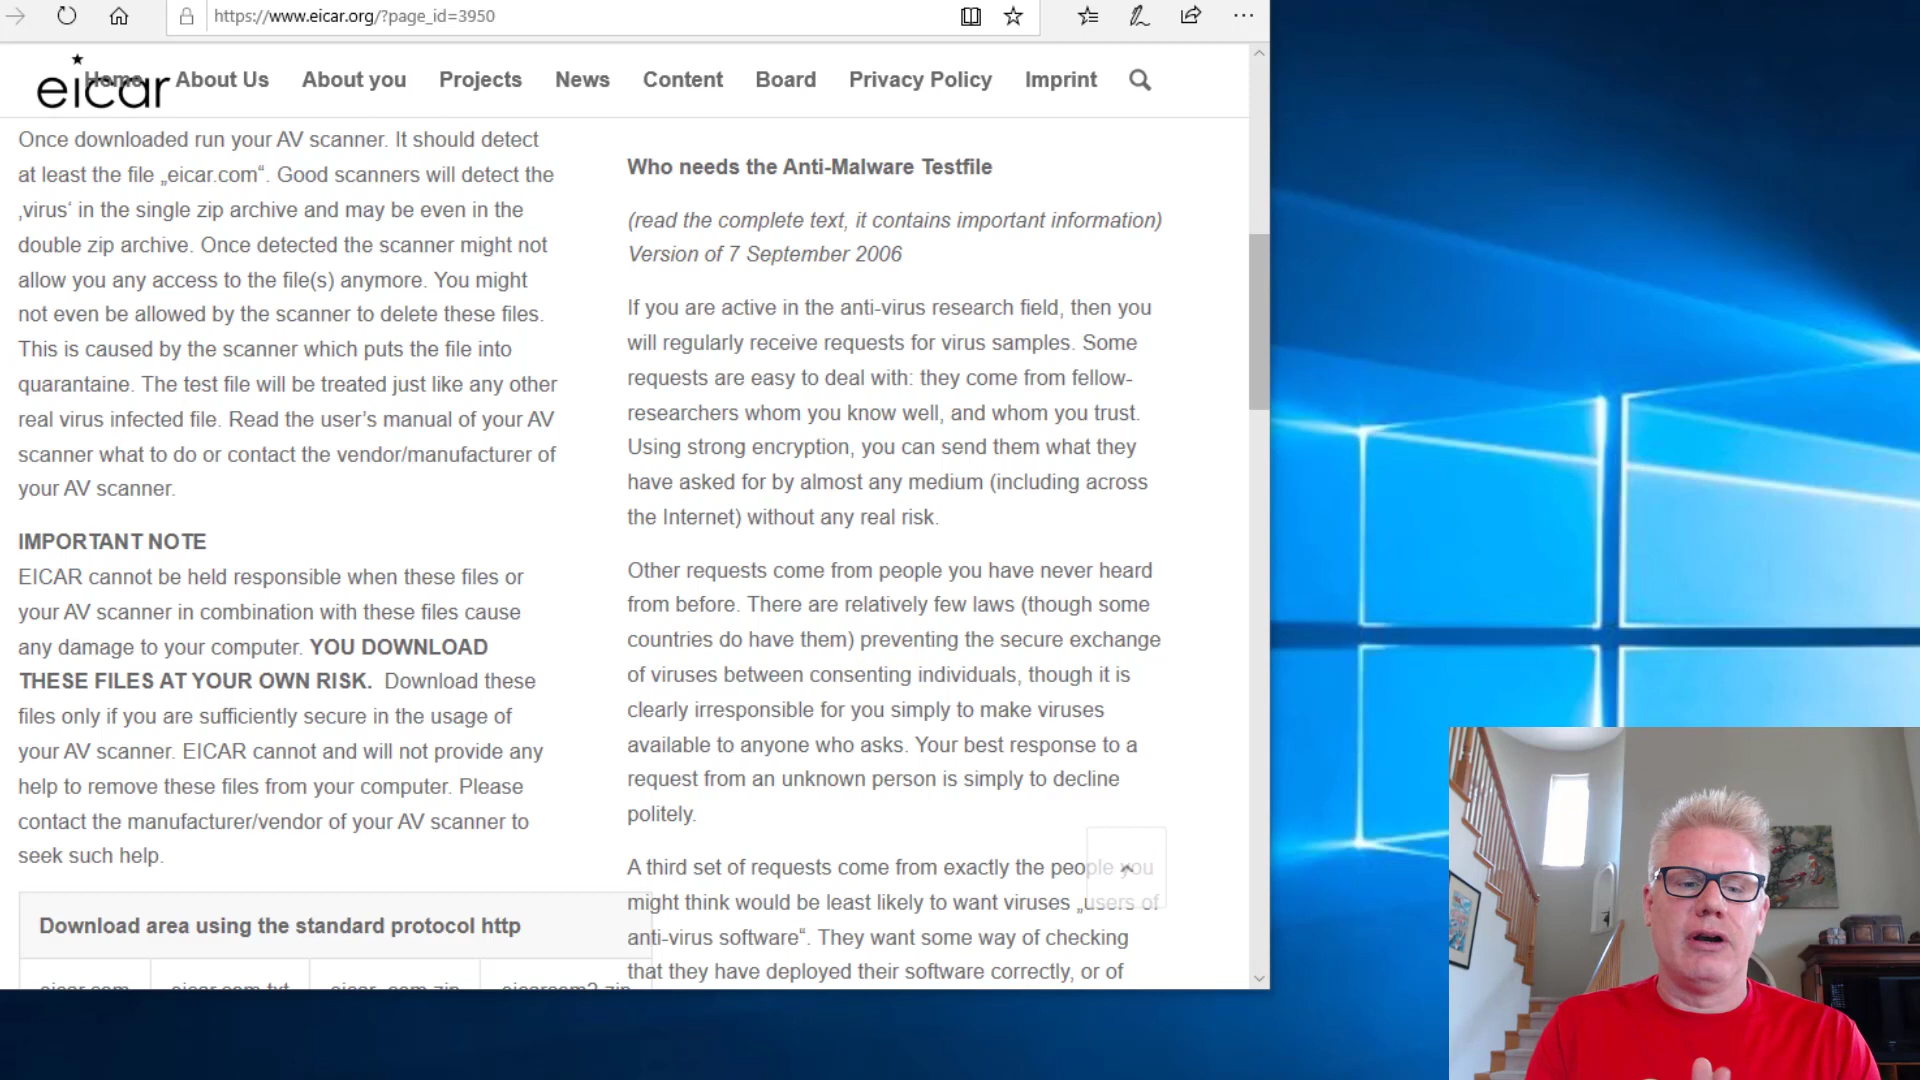 https://www.eicar.org/?page_id=3950
eicar
Home
About Us
About you
Projects
News
Content
Board
Privacy Policy
Imprint
Once downloaded run your AV scanner. It should detect
at least the file „eicar.com“. Good scanners will detect the
‚virus‘ in the single zip archive and may be even in the
double zip archive. Once detected the scanner might not
allow you any access to the file(s) anymore. You might
not even be allowed by the scanner to delete these files.
This is caused by the scanner which puts the file into
quarantaine. The test file will be treated just like any other
real virus infected file. Read the user’s manual of your AV
scanner what to do or contact the vendor/manufacturer of
your AV scanner.
IMPORTANT NOTE
EICAR cannot be held responsible when these files or
your AV scanner in combination with these files cause
any damage to your computer. YOU DOWNLOAD
THESE FILES AT YOUR OWN RISK. Download these
files only if you are sufficiently secure in the usage of
your AV scanner. EICAR cannot and will not provide any
help to remove these files from your computer. Please
contact the manufacturer/vendor of your AV scanner to
seek such help.
Download area using the standard protocol http
eicar.com
eicar.com.txt
eicar_com.zip
eicarcom2.zip
Who needs the Anti-Malware Testfile
(read the complete text, it contains important information)
Version of 7 September 2006
If you are active in the anti-virus research field, then you
will regularly receive requests for virus samples. Some
requests are easy to deal with: they come from fellow-
researchers whom you know well, and whom you trust.
Using strong encryption, you can send them what they
have asked for by almost any medium (including across
the Internet) without any real risk.
Other requests come from people you have never heard
from before. There are relatively few laws (though some
countries do have them) preventing the secure exchange
of viruses between consenting individuals, though it is
clearly irresponsible for you simply to make viruses
available to anyone who asks. Your best response to a
request from an unknown person is simply to decline
politely.
A third set of requests come from exactly the people you
might think would be least likely to want viruses „users of
anti-virus software“. They want some way of checking
that they have deployed their software correctly, or of